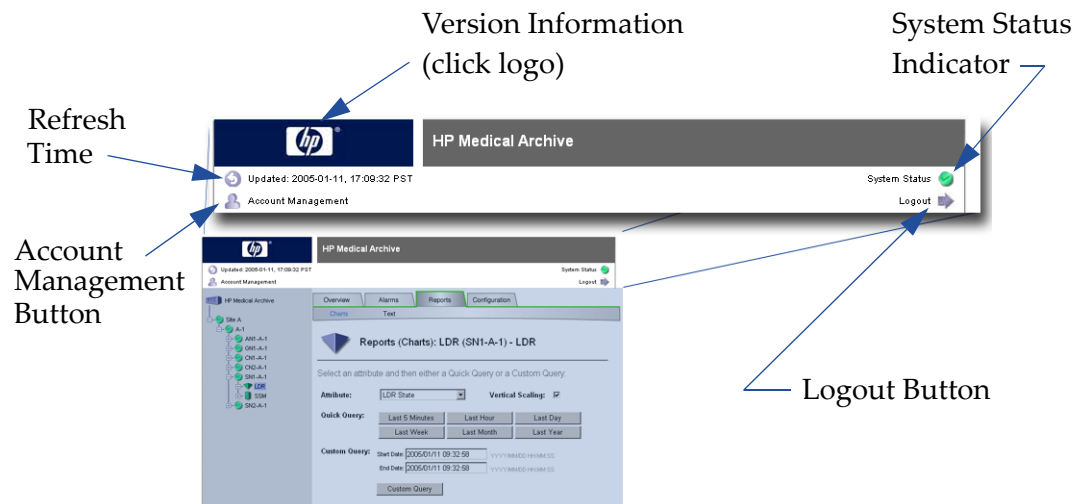 Version Information
(click logo)
System Status
Indicator
Refresh
Time
hp
HP Medical Archive
Updated: 2005-01-11, 17:09:32 PST
System Status
Account Management
Logout
Account
Management
Button
Logout Button
hp
HP Medical Archive
Updated: 2005-01-11, 17:09:32 PST
System Status
Account Management
Logout
HP Medical Archive
Site A
A-1
AN1-A-1
GN1-A-1
CN1-A-1
CN2-A-1
SN1-A-1
LDR
SSM
SN2-A-1
Overview Alarms Reports Configuration
Charts Text
Reports (Charts): LDR (SN1-A-1) - LDR
Select an attribute and then either a Quick Query or a Custom Query.
Attribute: LDR State Vertical Scaling:
Quick Query: Last 5 Minutes Last Hour Last Day
Last Week Last Month Last Year
Custom Query: Start Date: 2005/01/11 09:32:58 YYYY/MM/DD HH:MM:SS
End Date: 2005/01/11 09:32:58 YYYY/MM/DD HH:MM:SS
Custom Query